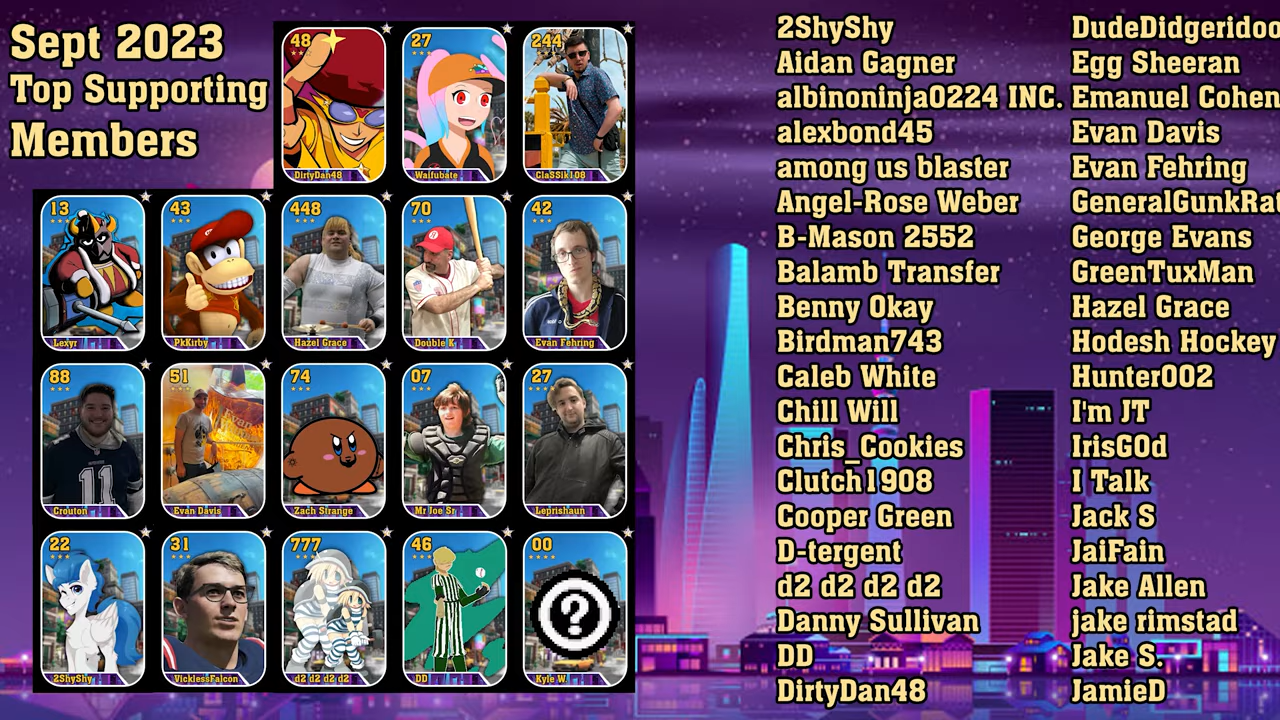 Sept 2023
Top Supporting
Members
48
DirtyDan48
27
Waifubate
244
GlaSSik108
13
Lexyr
43
PkKirby
448
Hazel Grace
70
Double K
42
Evan Fehring
88
Crouton
11
51
Evan Davis
74
Zach Strange
07
Mr Joe Sr
27
Leprishaun
22
2ShyShy
31
VicklessFalcon
777
d2 d2 d2 d2
46
DD
00
?
Kyle W
2ShyShy
Aidan Gagner
albinoninja0224 INC.
alexbond45
among us blaster
Angel-Rose Weber
B-Mason 2552
Balamb Transfer
Benny Okay
Birdman743
Caleb White
Chill Will
Chris_Cookies
Clutch1908
Cooper Green
D-tergent
d2 d2 d2 d2
Danny Sullivan
DD
DirtyDan48
DudeDidgeridoo
Egg Sheeran
Emanuel Cohen
Evan Davis
Evan Fehring
GeneralGunkRat
George Evans
GreenTuxMan
Hazel Grace
Hodesh Hockey
Hunter002
I'm JT
IrisG0d
I Talk
Jack S
JaiFain
Jake Allen
jake rimstad
Jake S.
JamieD